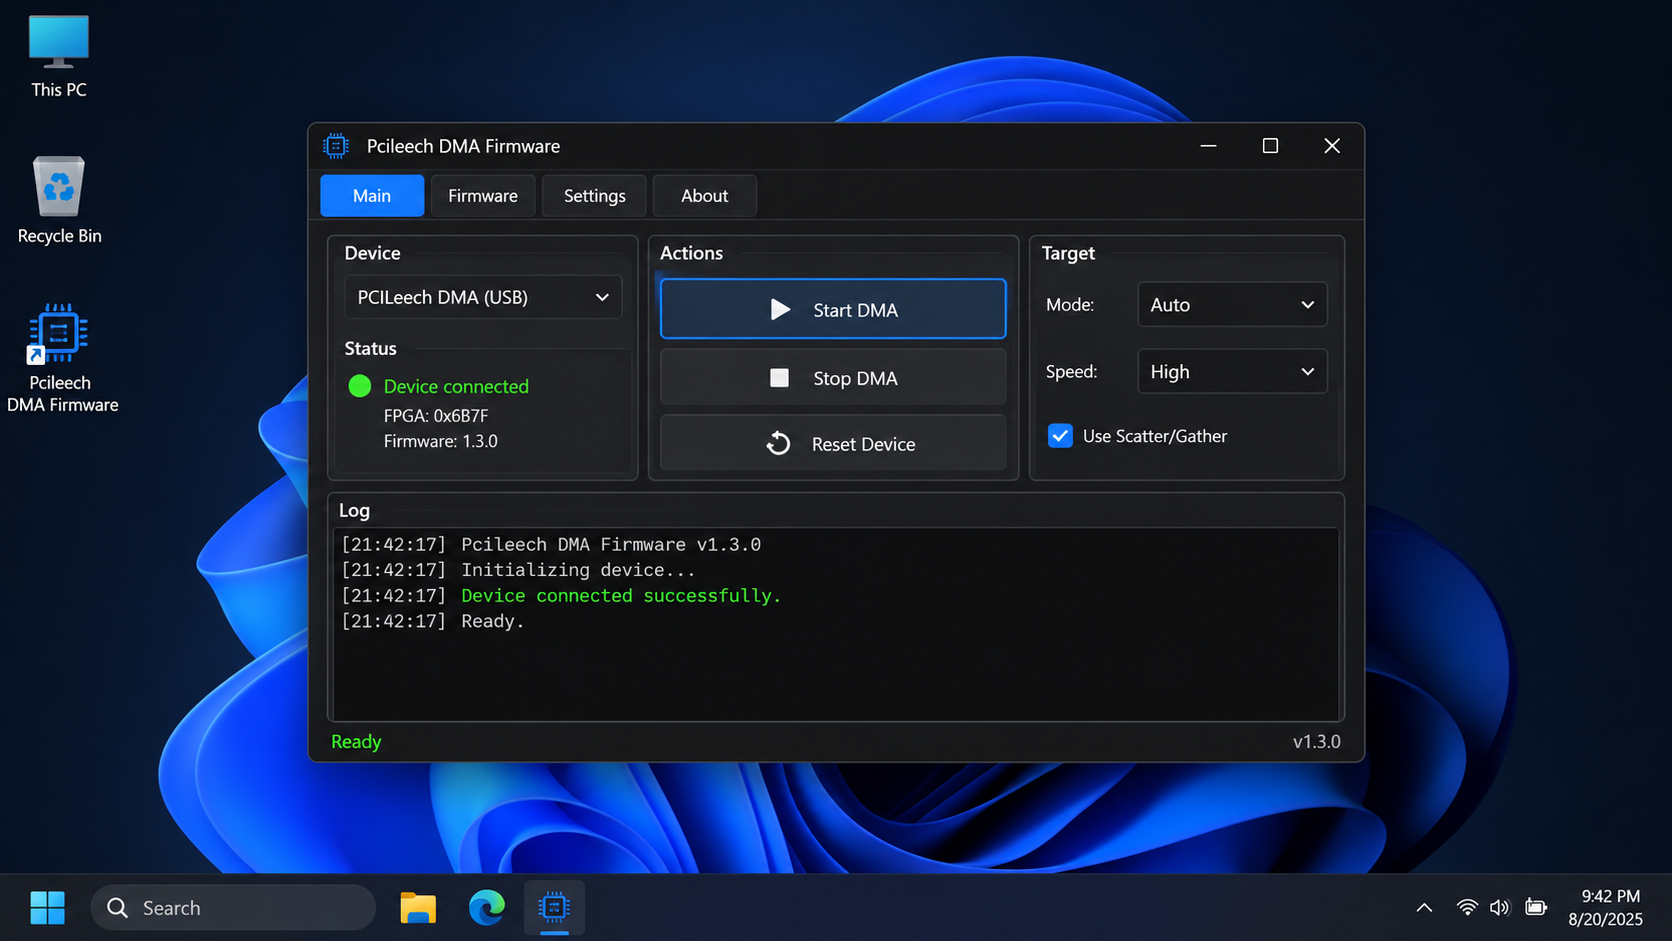 This PC
Recycle Bin
Pcileech
DMA Firmware
Pcileech DMA Firmware
Main
Firmware
Settings
About
Device
PCILeech DMA (USB)
Status
Device connected
FPGA: 0x6B7F
Firmware: 1.3.0
Actions
Start DMA
Stop DMA
Reset Device
Target
Mode:
Auto
Speed:
High
Use Scatter/Gather
Log
[21:42:17] Pcileech DMA Firmware v1.3.0
[21:42:17] Initializing device...
[21:42:17] Device connected successfully.
[21:42:17] Ready.
Ready
v1.3.0
Search
9:42 PM
8/20/2025